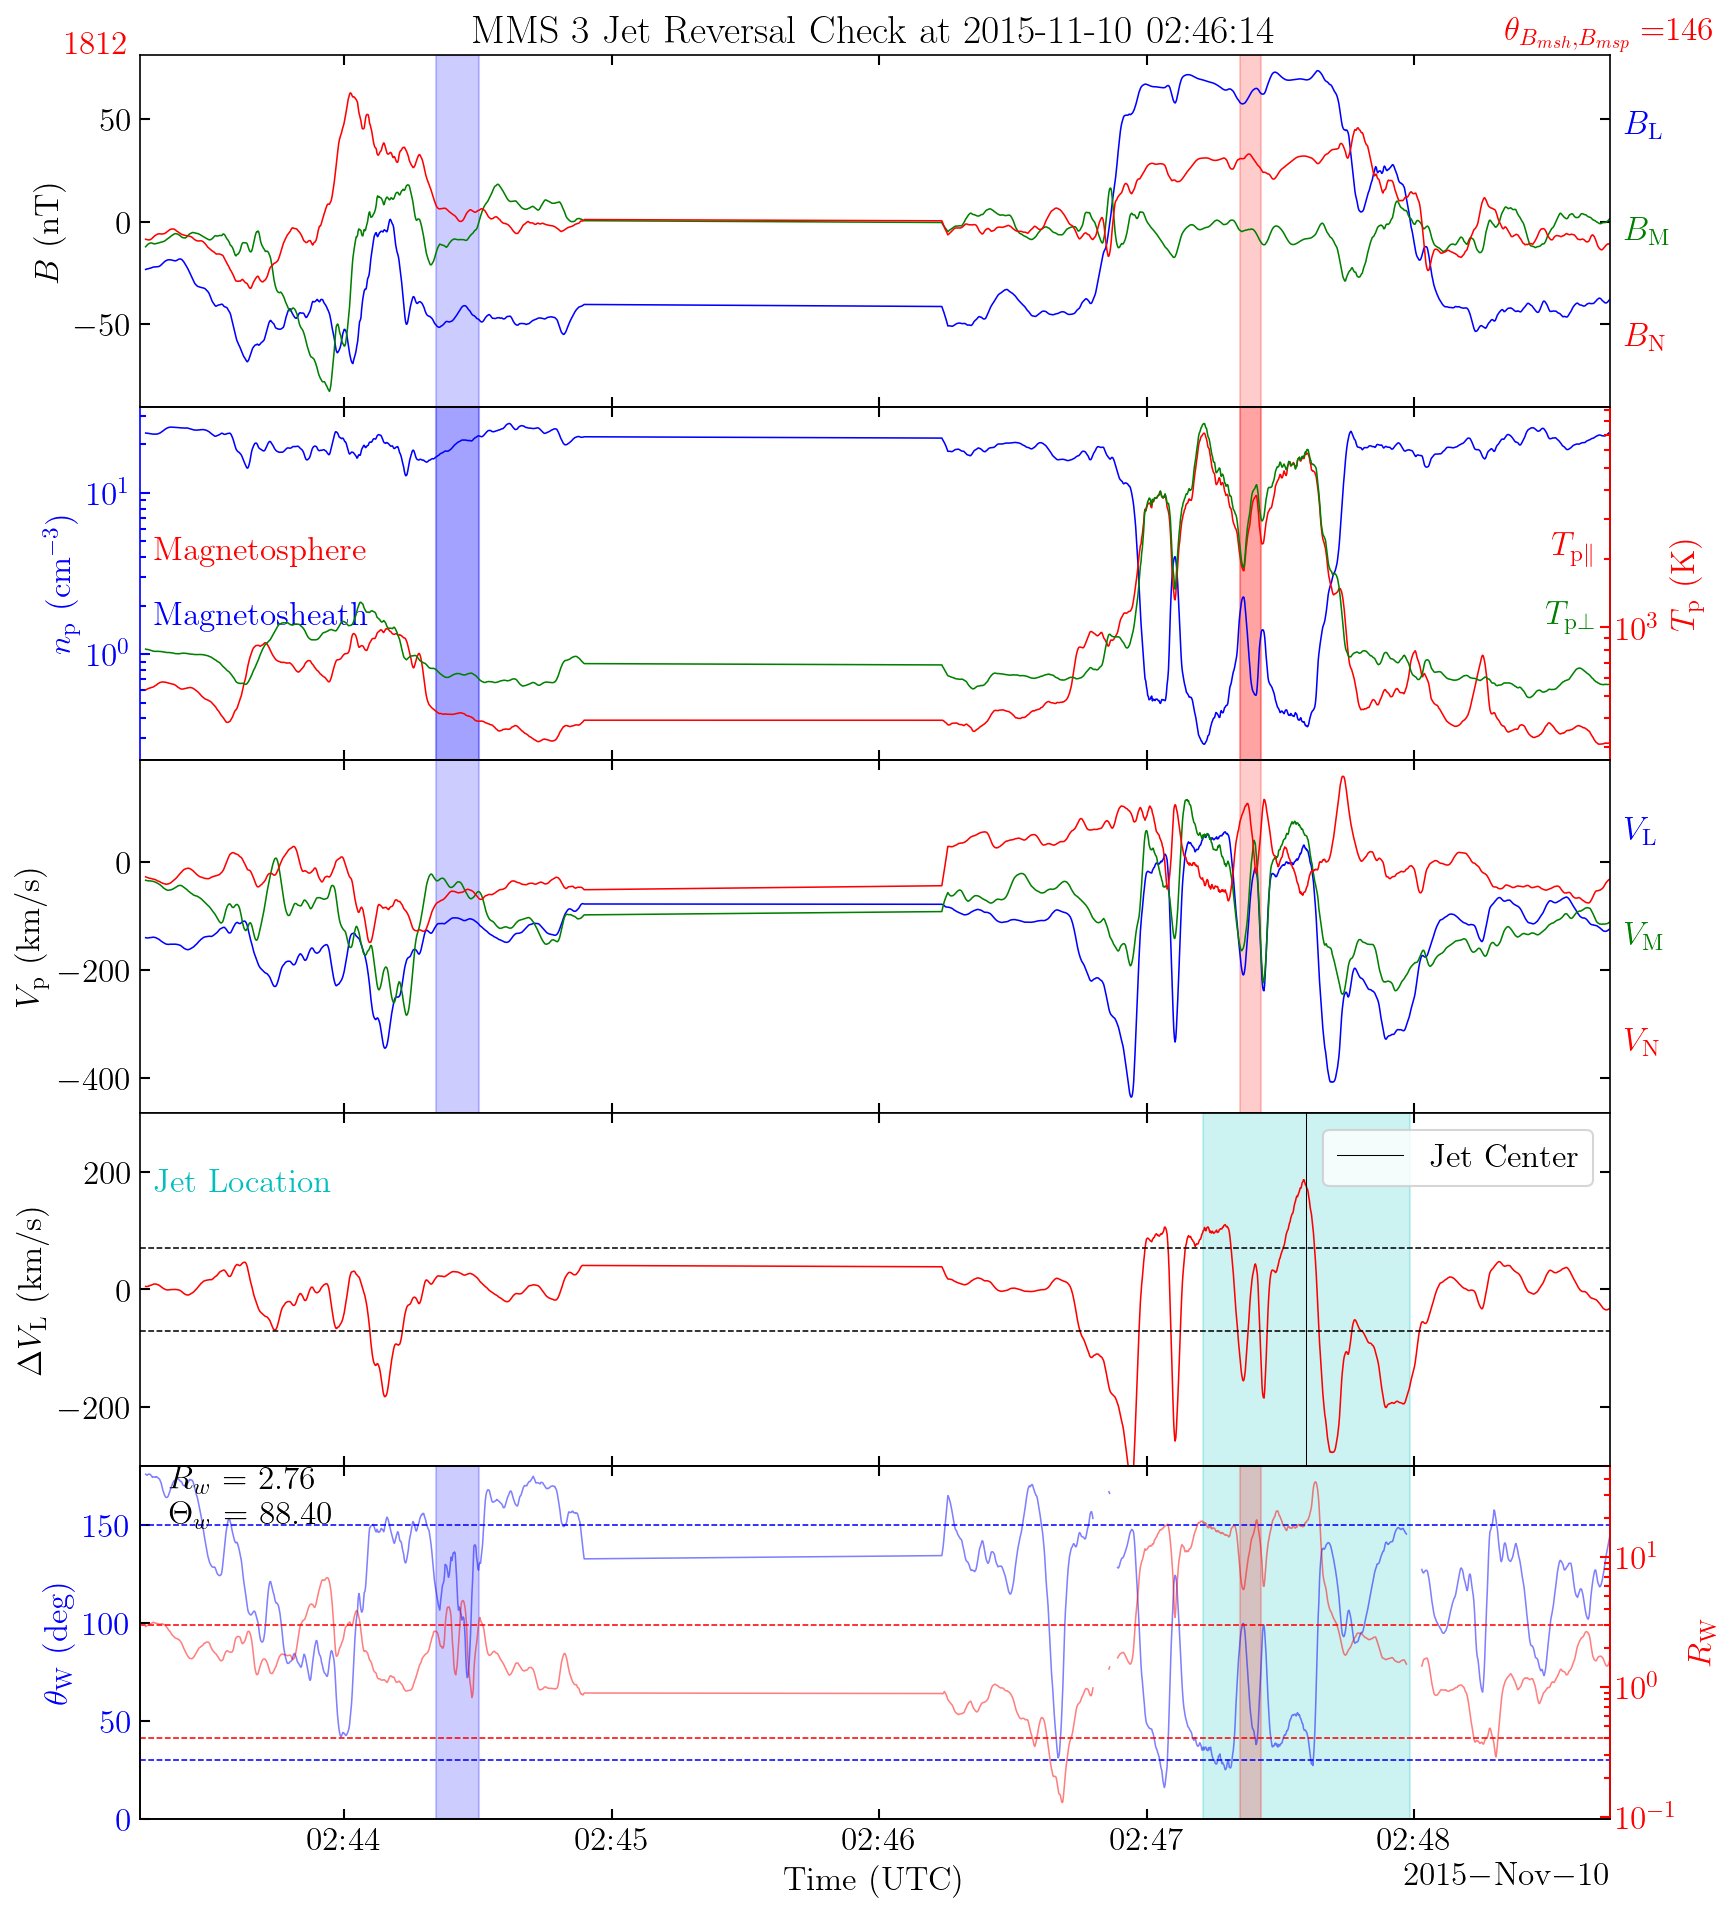 MMS 3 Jet Reversal Check at 2015-11-10 02:46:14
1812
θ_{B_{msh},B_{msp}} =146
50
0
−50
B (nT)
B_L
B_M
B_N
10^1
10^0
n_p (cm^{−3})
Magnetosphere
Magnetosheath
T_{p∥}
T_{p⊥}
10^3
T_p (K)
0
−200
−400
V_p (km/s)
V_L
V_M
V_N
200
0
−200
ΔV_L (km/s)
Jet Location
Jet Center
R_w = 2.76
Θ_w = 88.40
150
100
50
0
θ_W (deg)
10^1
10^0
10^{−1}
R_W
02:44
02:45
02:46
02:47
02:48
Time (UTC)
2015−Nov−10